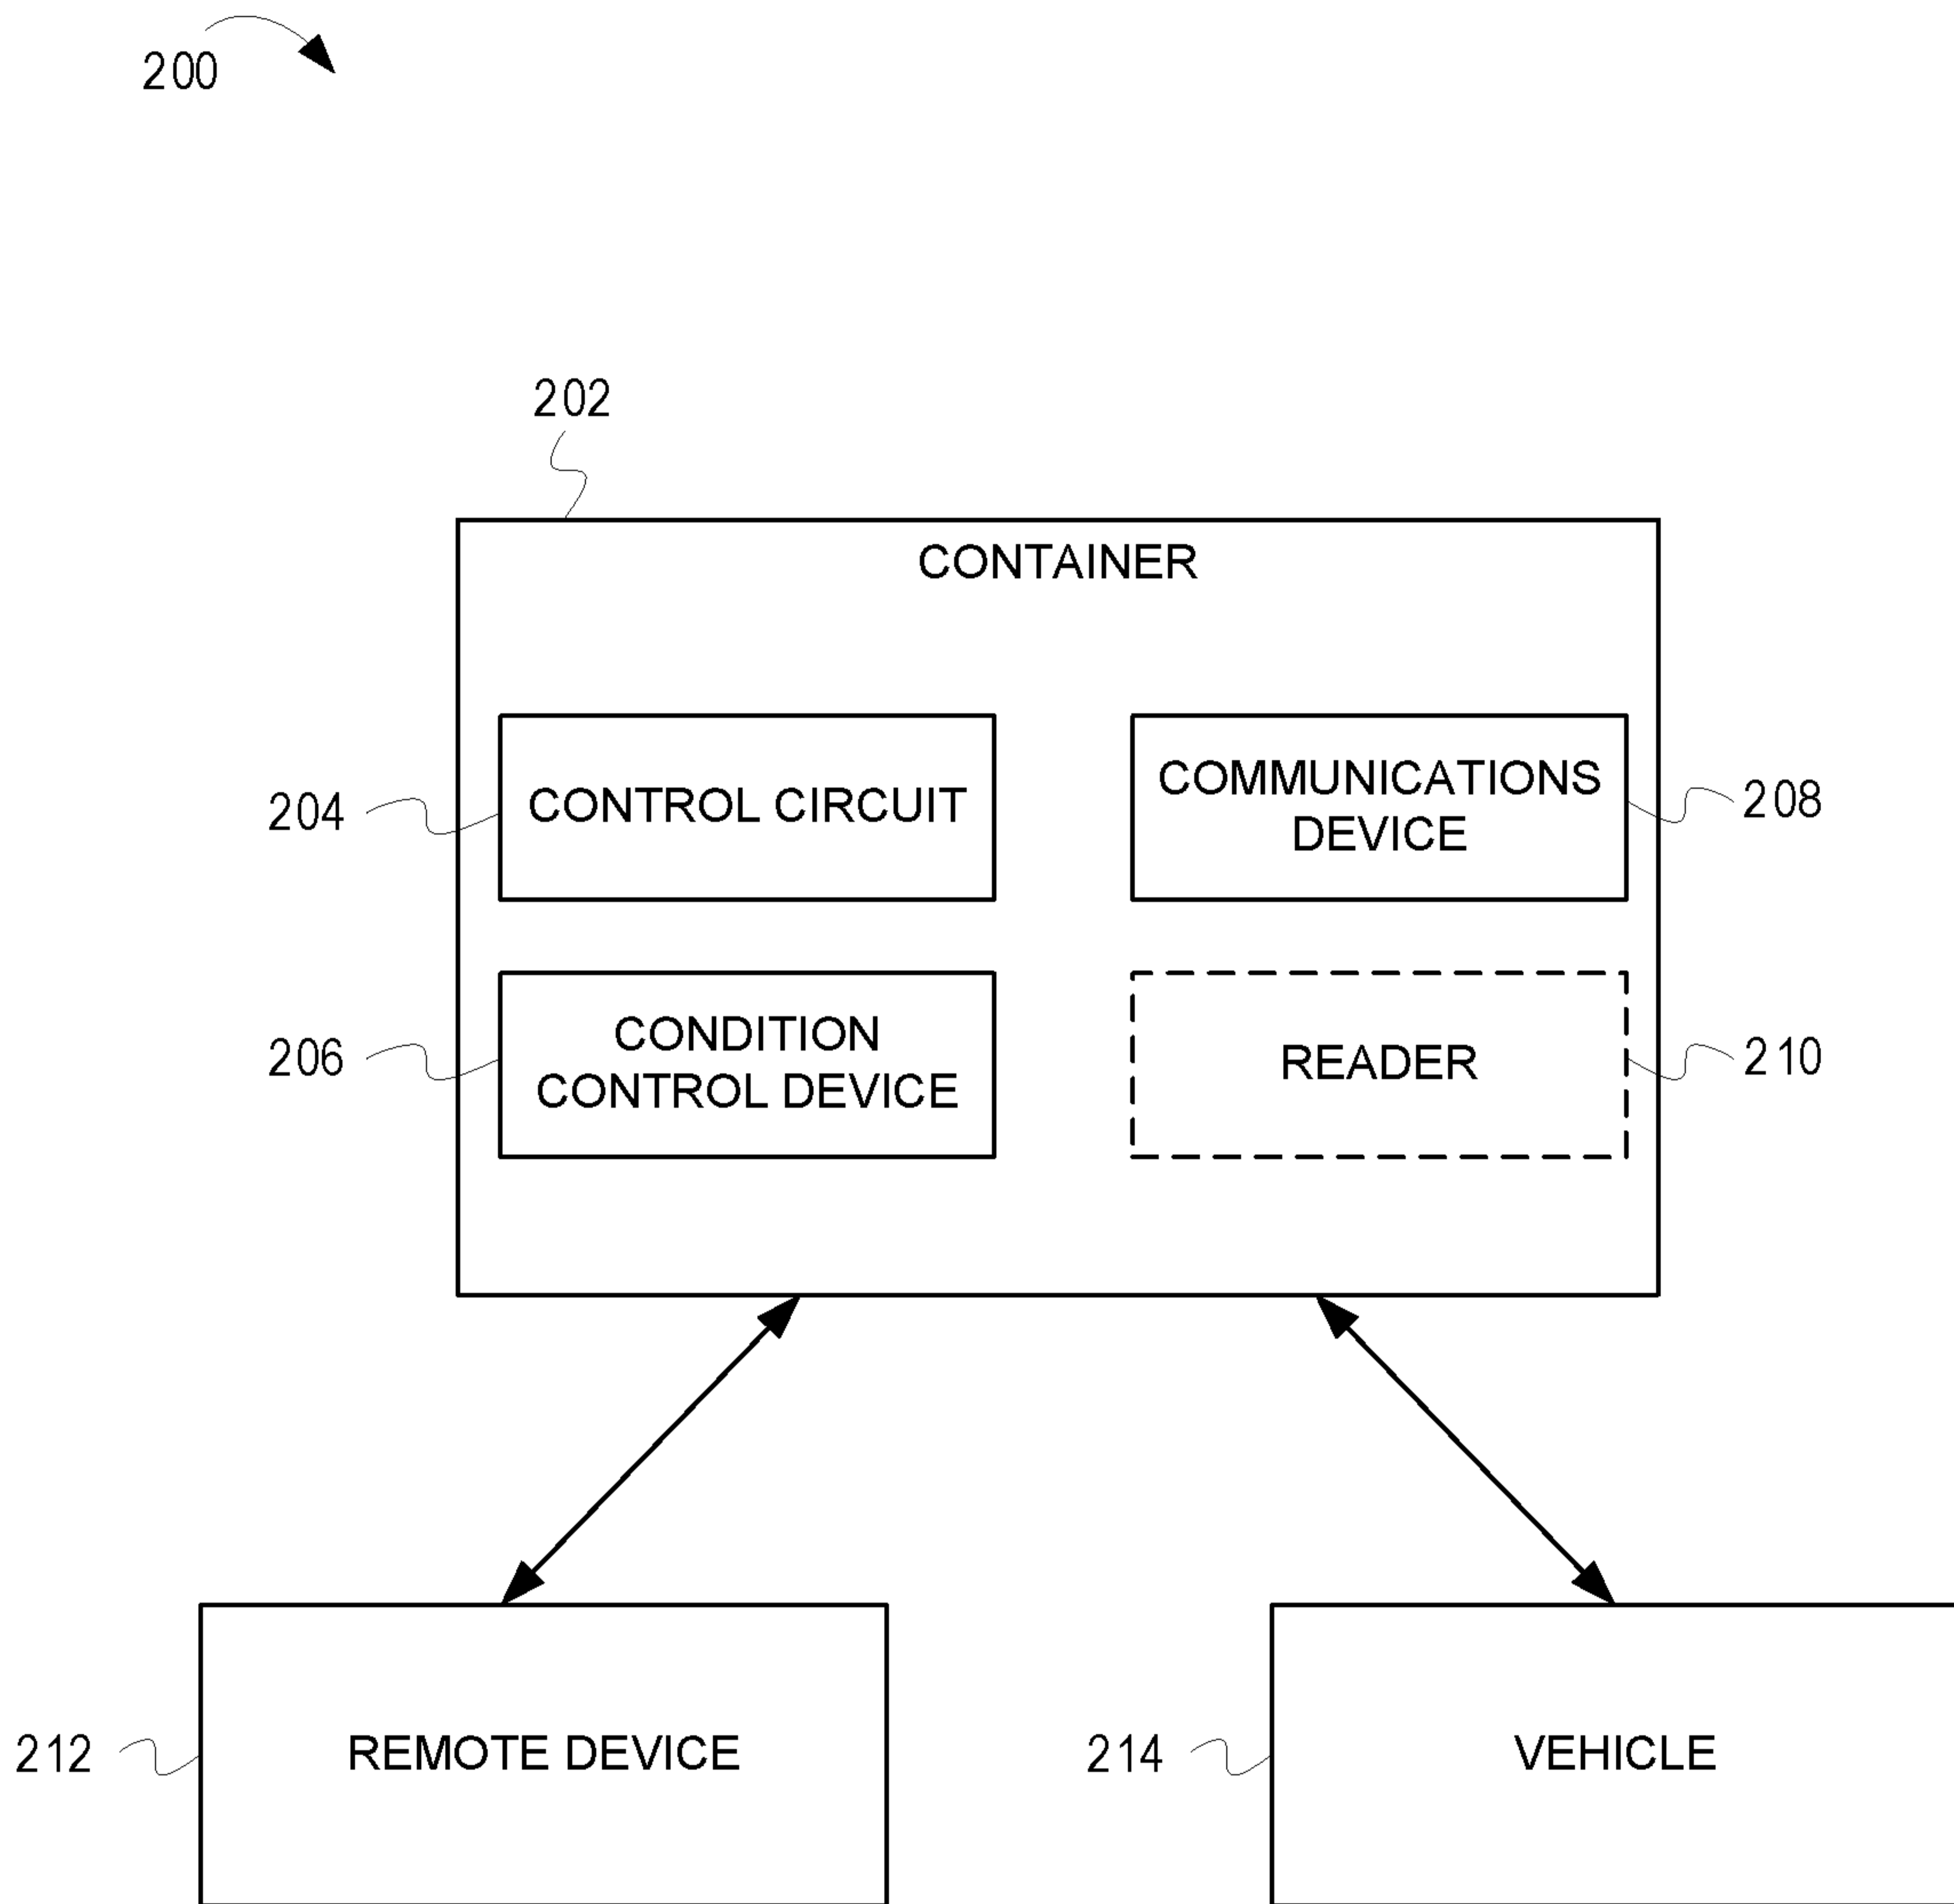 200
202
CONTAINER
204
CONTROL CIRCUIT
COMMUNICATIONS
DEVICE
208
206
CONDITION
CONTROL DEVICE
READER
210
212
REMOTE DEVICE
214
VEHICLE